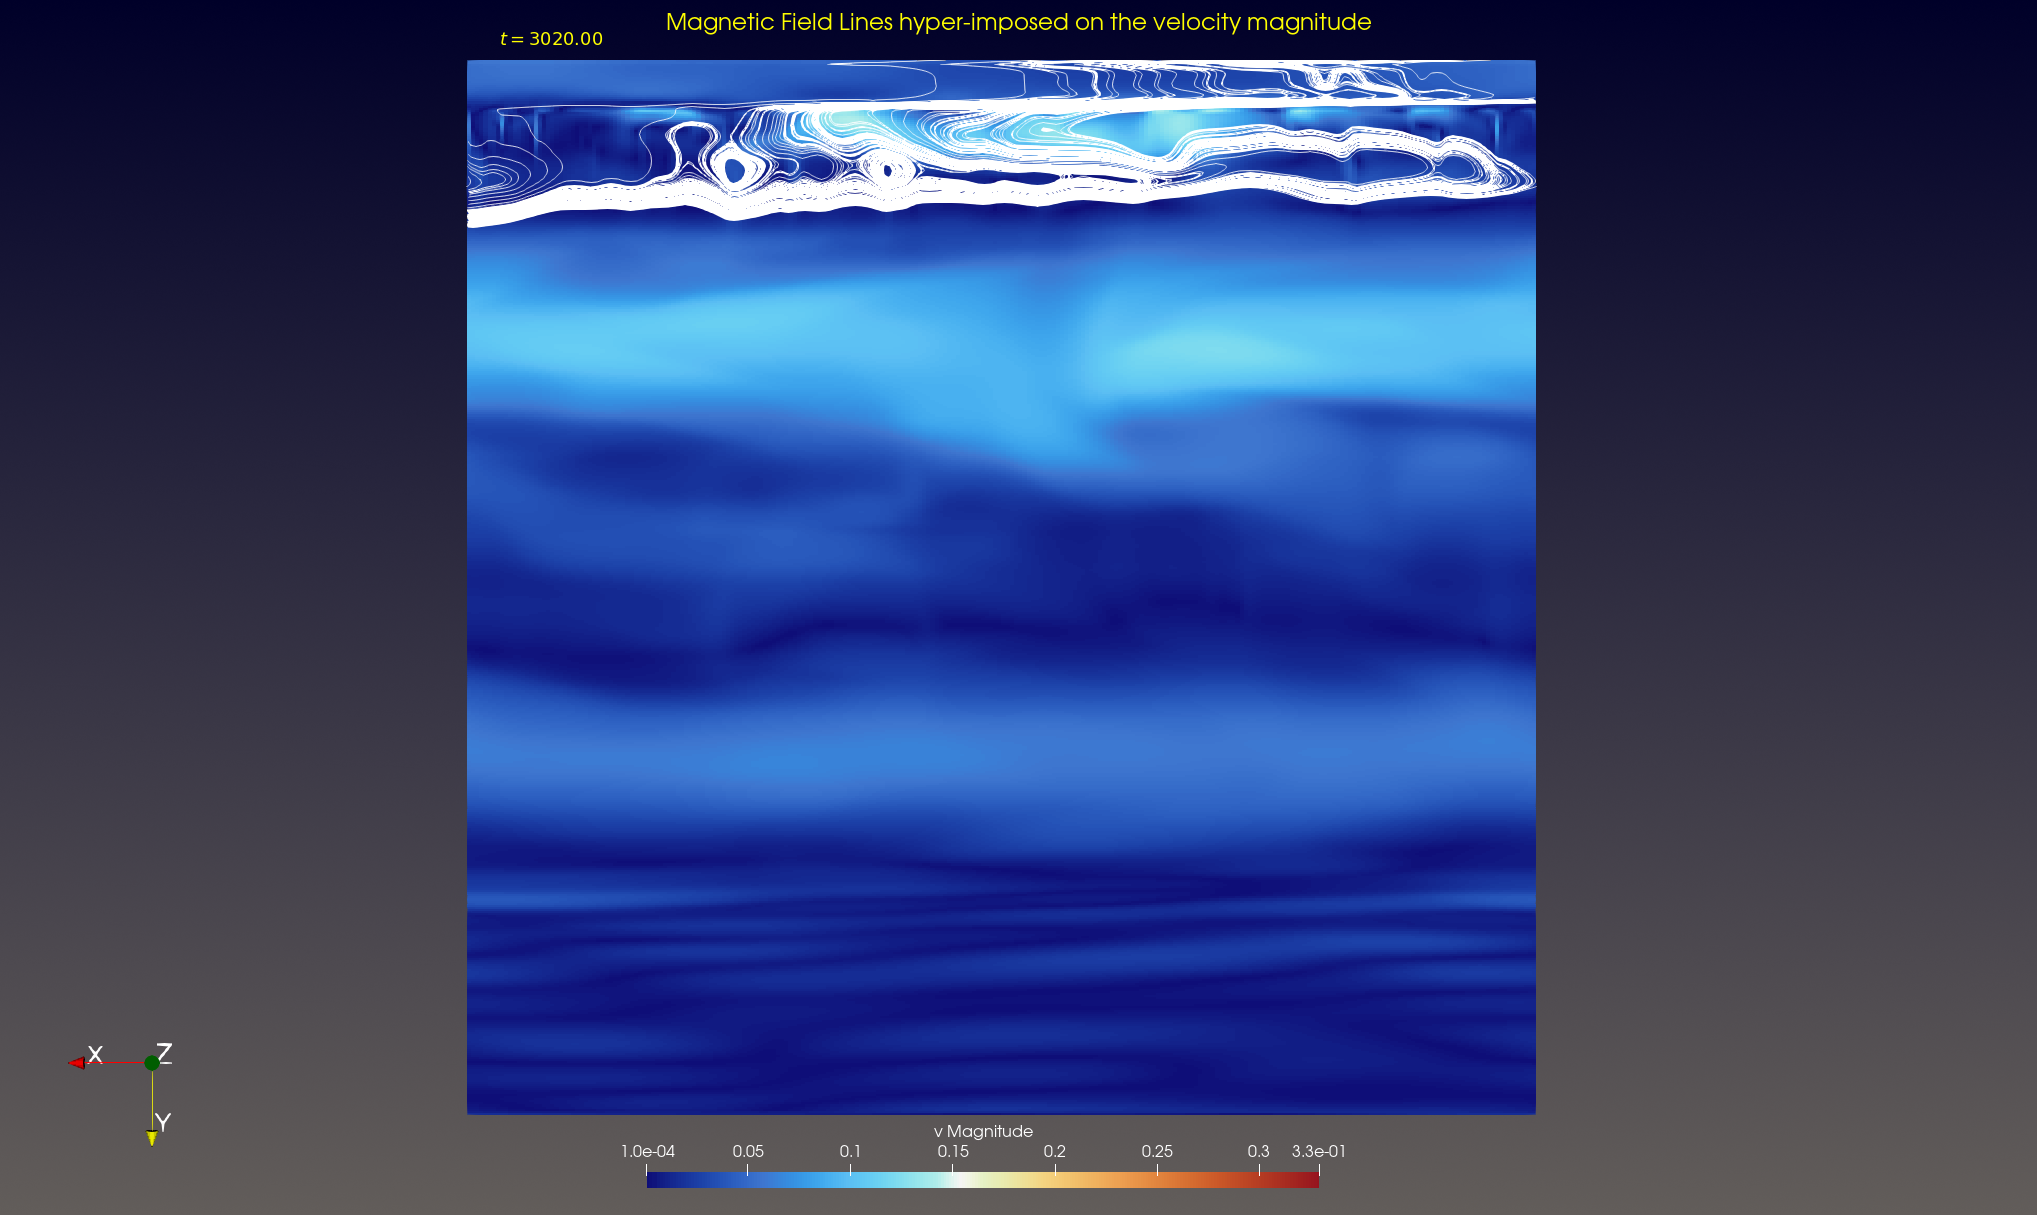 Magnetic Field Lines hyper-imposed on the velocity magnitude
t = 3020.00
X Z
Y
v Magnitude
1.0e-04 0.05 0.1 0.15 0.2 0.25 0.3 3.3e-01